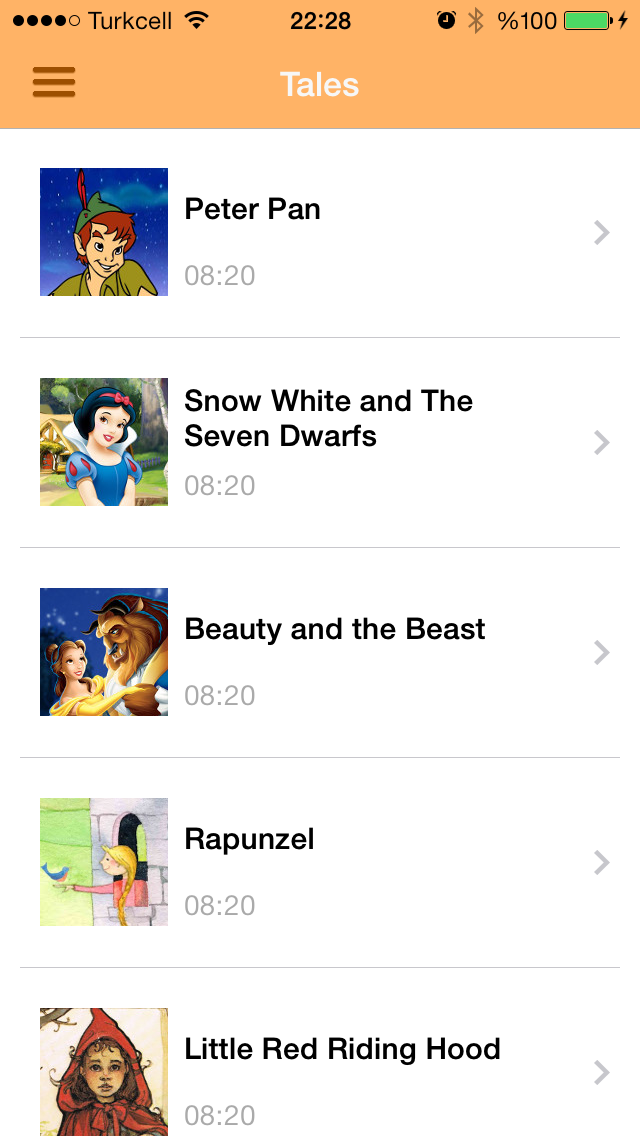 Turkcell 22:28 %100
Tales
Peter Pan
08:20
Snow White and The
Seven Dwarfs
08:20
Beauty and the Beast
08:20
Rapunzel
08:20
Little Red Riding Hood
08:20